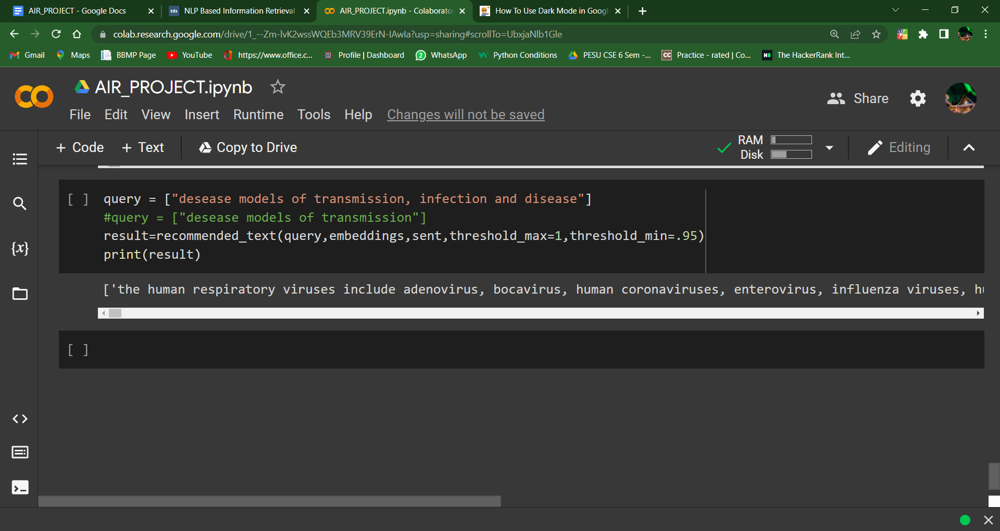 AIR_PROJECT - Google Docs
tds NLP Based Information Retrieval
AIR_PROJECT.ipynb - Colaborato
How To Use Dark Mode in Googl
colab.research.google.com/drive/1_--Zm-lvK2wssWQEb3MRV39ErN-IAwIa?usp=sharing#scrollTo=UbxjaNlb1Gle
Gmail Maps BBMP Page YouTube https://www.office.c... Profile | Dashboard 2 WhatsApp Python Conditions PESU CSE 6 Sem -... CC Practice - rated | Co... The HackerRank Int...
AIR_PROJECT.ipynb
Share
File Edit View Insert Runtime Tools Help Changes will not be saved
+ Code + Text Copy to Drive
RAM
Disk
Editing
[ ] query = ["desease models of transmission, infection and disease"]
#query = ["desease models of transmission"]
result=recommended_text(query,embeddings,sent,threshold_max=1,threshold_min=.95)
print(result)
['the human respiratory viruses include adenovirus, bocavirus, human coronaviruses, enterovirus, influenza viruses, hu
{x}
[ ]